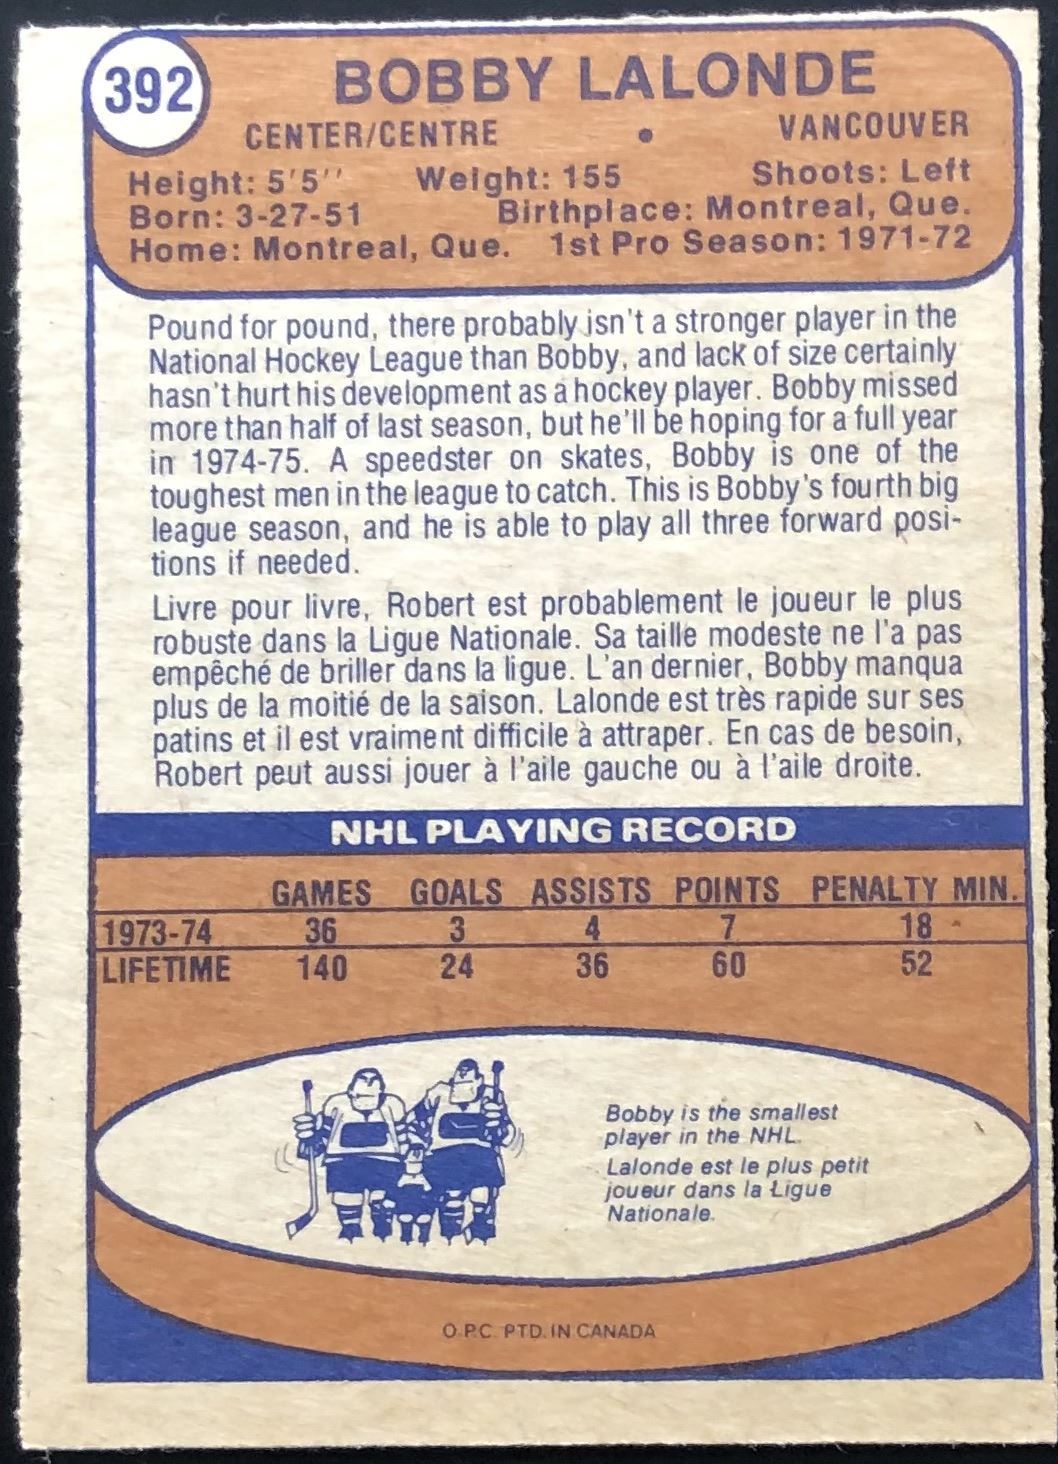 392
BOBBY LALONDE
CENTER/CENTRE • VANCOUVER
Height: 5'5'' Weight: 155 Shoots: Left
Born: 3-27-51 Birthplace: Montreal, Que.
Home: Montreal, Que. 1st Pro Season: 1971-72
Pound for pound, there probably isn't a stronger player in the
National Hockey League than Bobby, and lack of size certainly
hasn't hurt his development as a hockey player. Bobby missed
more than half of last season, but he'll be hoping for a full year
in 1974-75. A speedster on skates, Bobby is one of the
toughest men in the league to catch. This is Bobby's fourth big
league season, and he is able to play all three forward posi-
tions if needed.
Livre pour livre, Robert est probablement le joueur le plus
robuste dans la Ligue Nationale. Sa taille modeste ne l'a pas
empêché de briller dans la ligue. L'an dernier, Bobby manqua
plus de la moitié de la saison. Lalonde est très rapide sur ses
patins et il est vraiment difficile à attraper. En cas de besoin,
Robert peut aussi jouer à l'aile gauche ou à l'aile droite.
NHL PLAYING RECORD
GAMES GOALS ASSISTS POINTS PENALTY MIN.
1973-74 36 3 4 7 18
LIFETIME 140 24 36 60 52
Bobby is the smallest
player in the NHL.
Lalonde est le plus petit
joueur dans la Ligue
Nationale.
O.P.C. PTD. IN CANADA